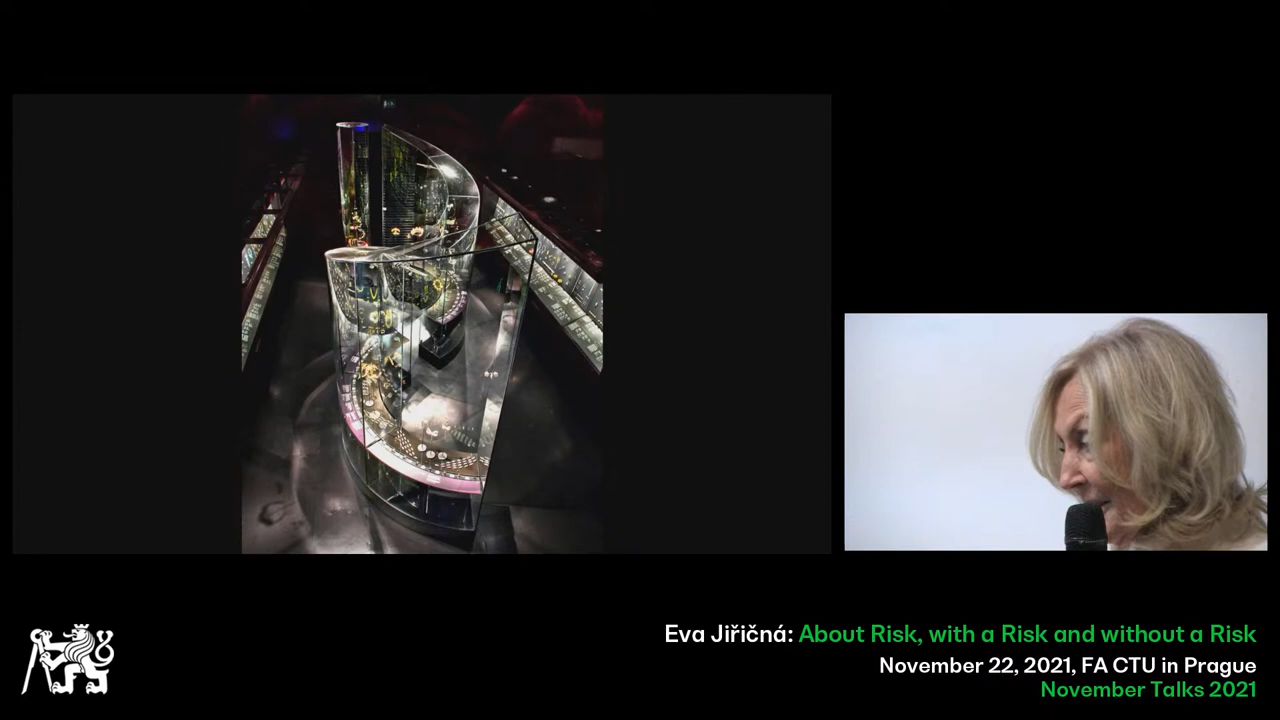 Eva Jiřičná: About Risk, with a Risk and without a Risk
November 22, 2021, FA CTU in Prague
November Talks 2021